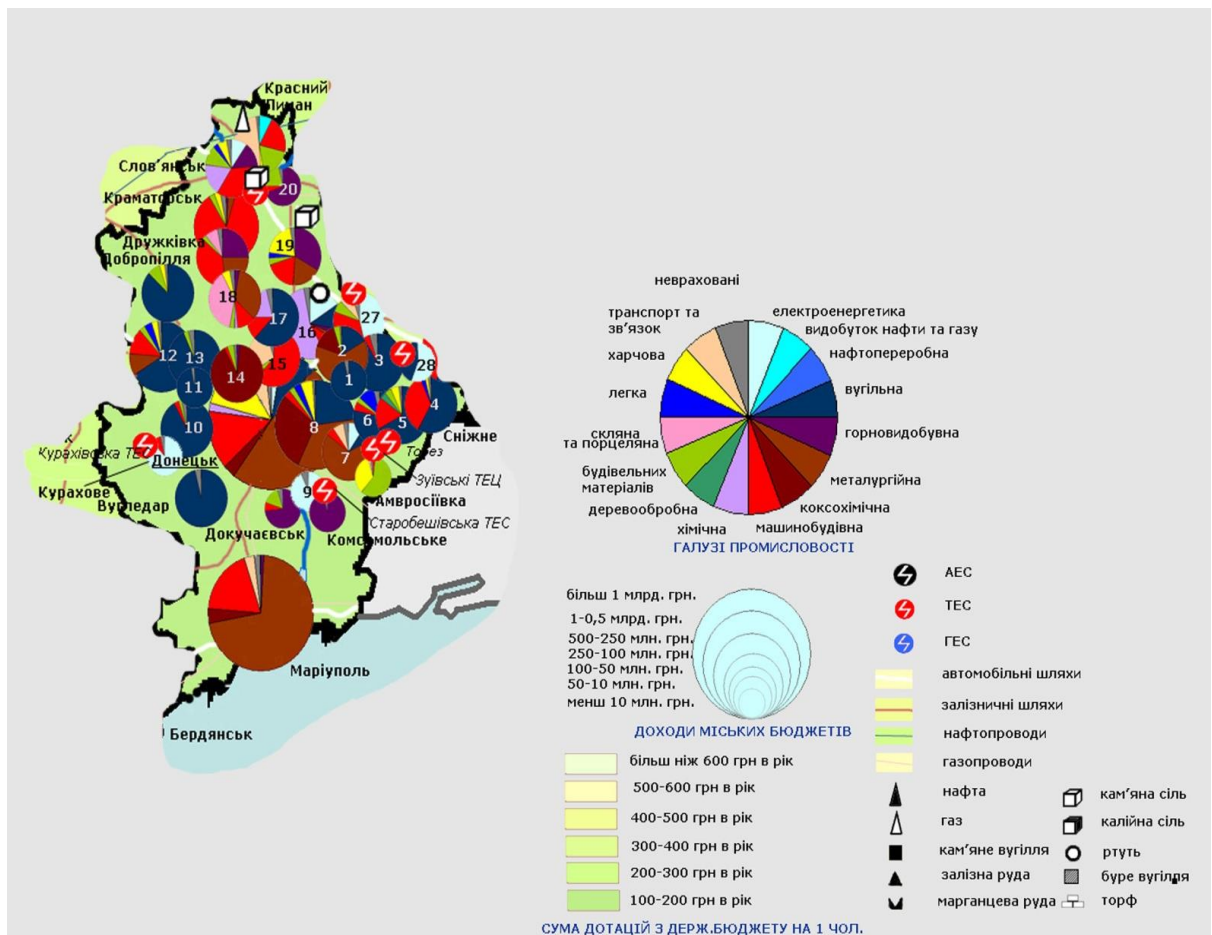 Красний
Лиман
Слов'янськ
20
Краматорськ
19
Дружківка
Добропілля
18
17
16
27
12
13
2
3
28
15
14
11
1
4
10
8
6
5
Сніжне
7
Торез
Курахівська ТЕС
Донецьк
Зуївські ТЕЦ
Курахове
9
Вугледар
Амвросіївка
Старобешівська ТЕС
Докучаєвськ
Комсомольське
Маріуполь
Бердянськ
невраховані
транспорт та
зв'язок
електроенергетика
видобуток нафти та газу
харчова
нафтопереробна
легка
вугільна
скляна
та порцеляна
горновидобувна
будівельних
матеріалів
металургійна
деревообробна
коксохімічна
хімічна
машинобудівна
ГАЛУЗІ ПРОМИСЛОВОСТІ
більш 1 млрд. грн.
1-0,5 млрд. грн.
500-250 млн. грн.
250-100 млн. грн.
100-50 млн. грн.
50-10 млн. грн.
менш 10 млн. грн.
ДОХОДИ МІСЬКИХ БЮДЖЕТІВ
більш ніж 600 грн в рік
500-600 грн в рік
400-500 грн в рік
300-400 грн в рік
200-300 грн в рік
100-200 грн в рік
СУМА ДОТАЦІЙ З ДЕРЖ.БЮДЖЕТУ НА 1 ЧОЛ.
АЕС
ТЕС
ГЕС
автомобільні шляхи
залізничні шляхи
нафтопроводи
газопроводи
нафта
газ
кам'яне вугілля
залізна руда
марганцева руда
кам'яна сіль
калійна сіль
ртуть
буре вугілля
торф